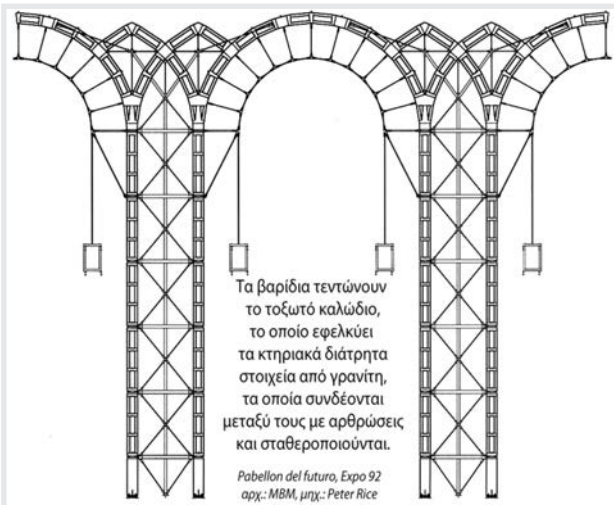 Τα βαρίδια τεντώνουν
το τοξωτό καλώδιο,
το οποίο εφελκύει
τα κτηριακά διάτρητα
στοιχεία από γρανίτη,
τα οποία συνδέονται
μεταξύ τους με αρθρώσεις
και σταθεροποιούνται.
Pabellon del futuro, Expo 92
αρχ.: MBM, μηχ.: Peter Rice